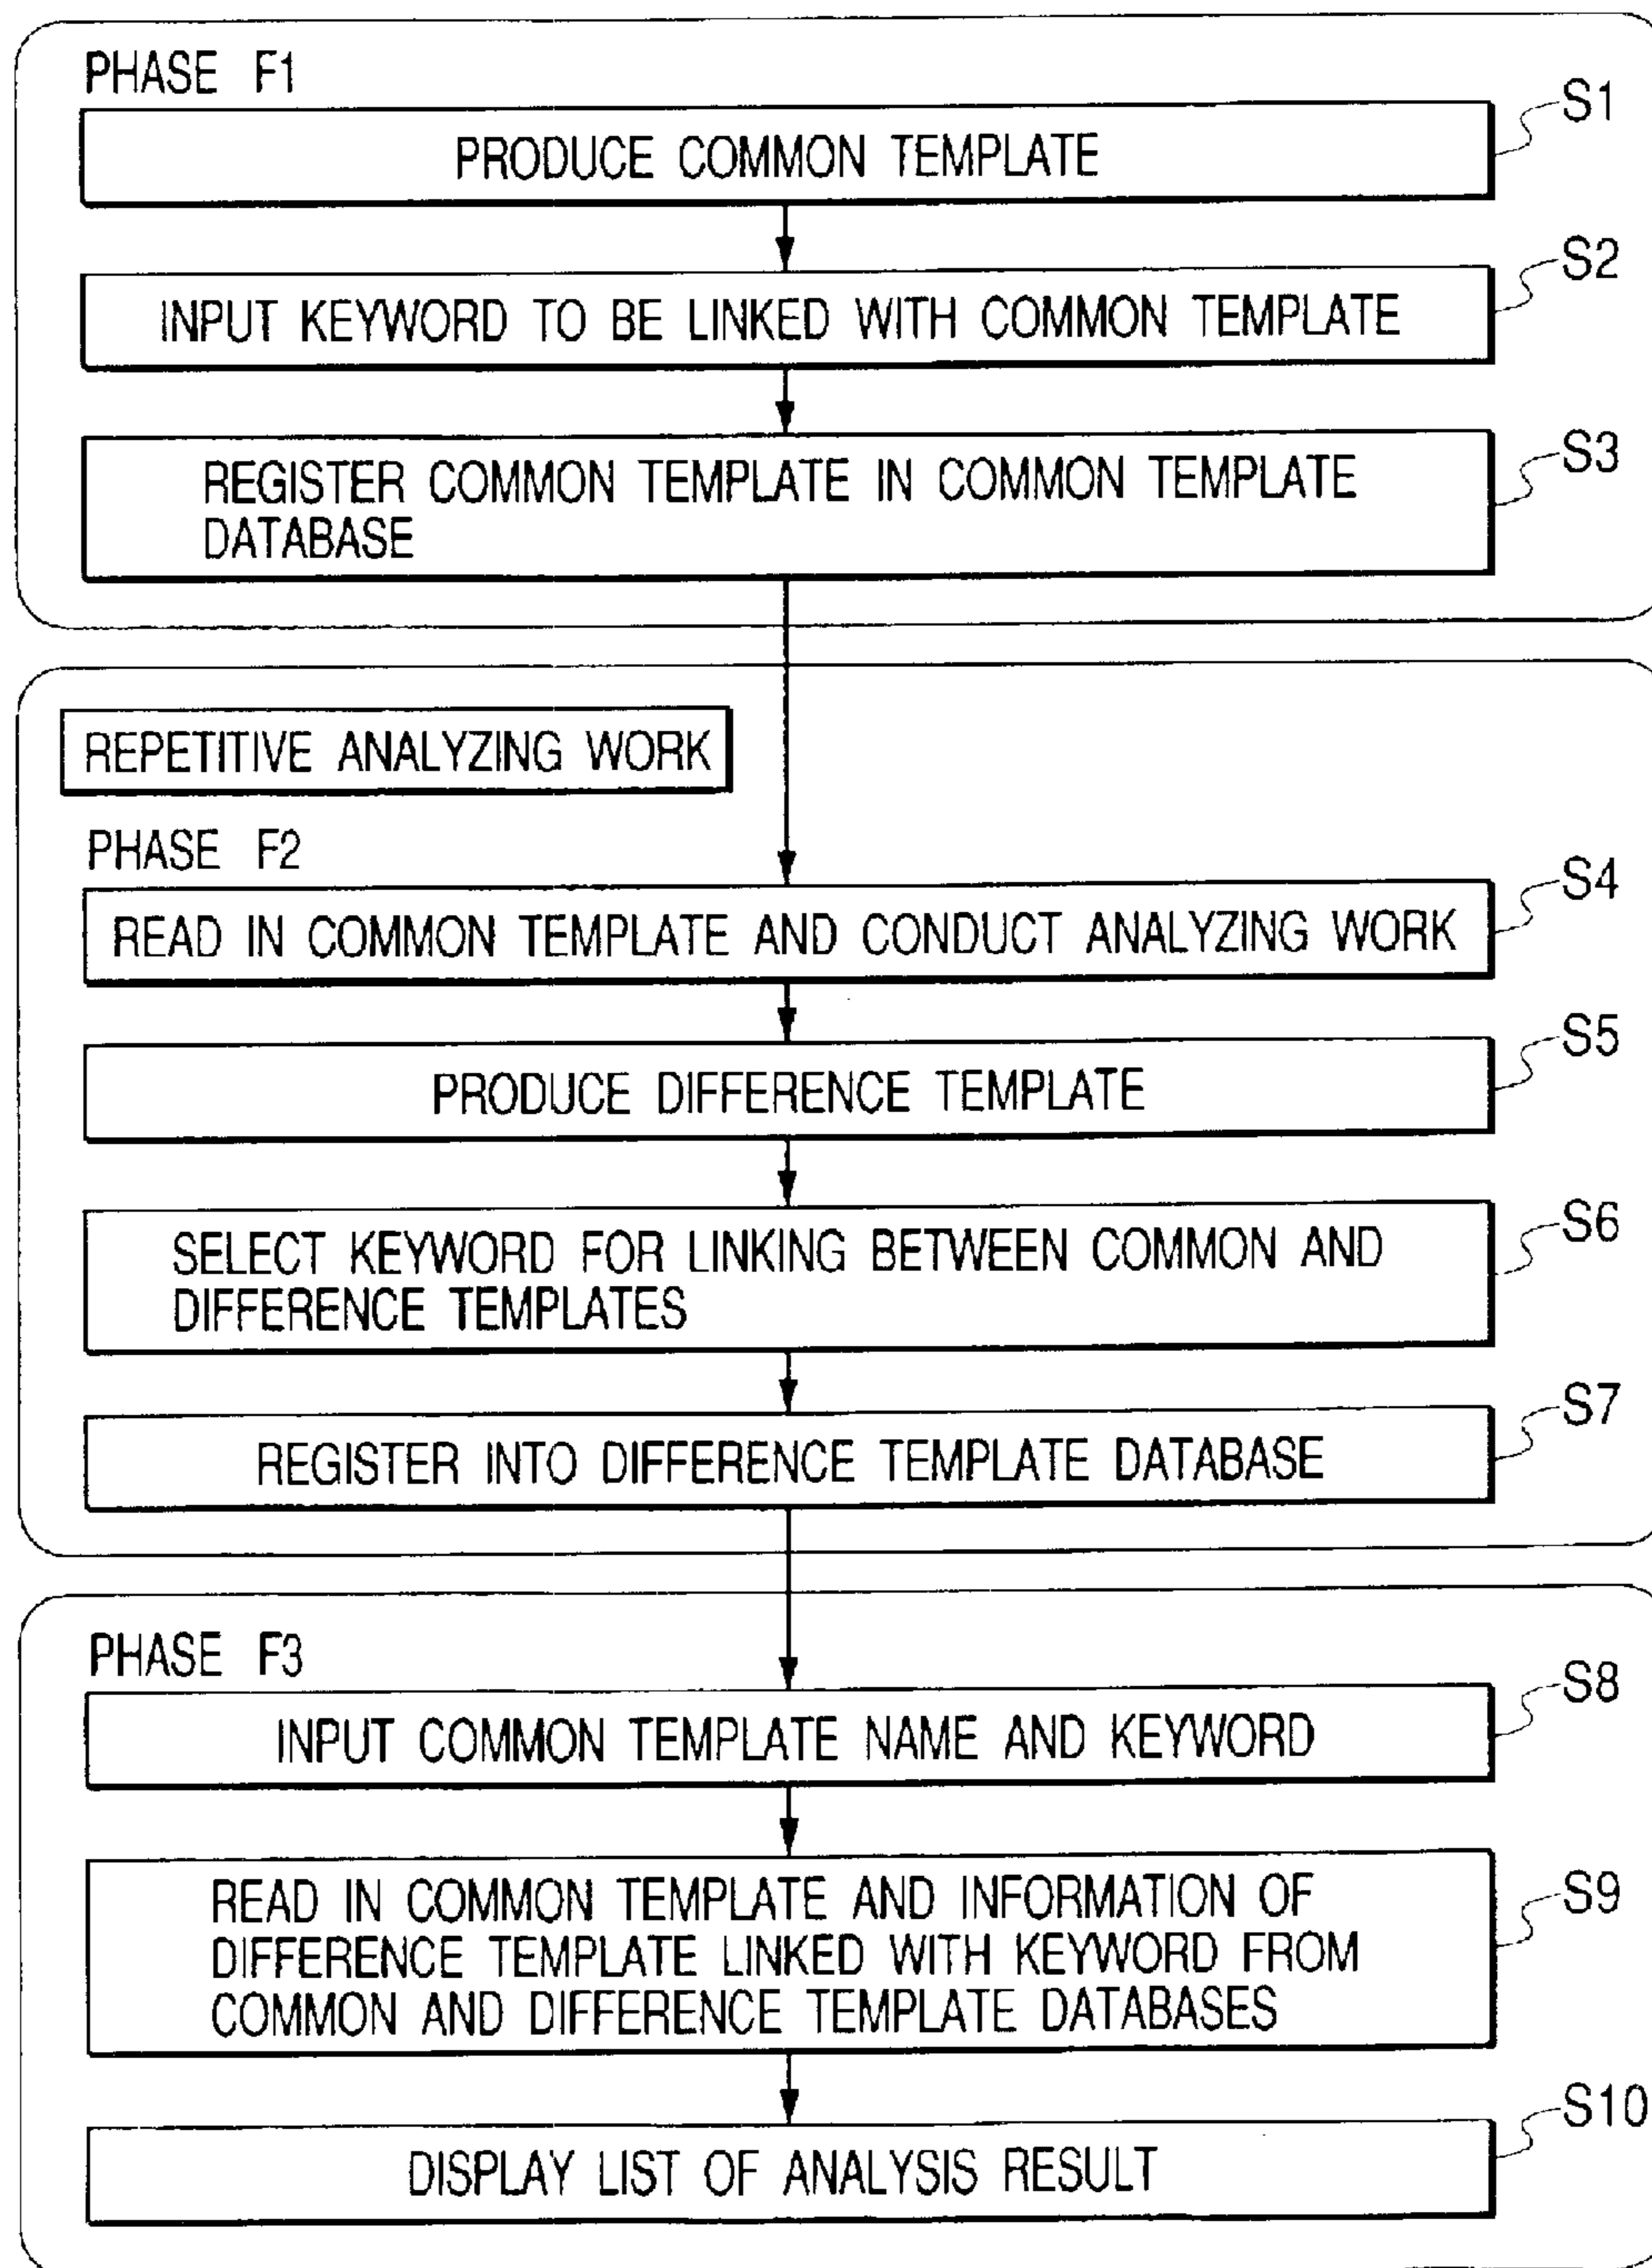 PHASE F1
S1
PRODUCE COMMON TEMPLATE
S2
INPUT KEYWORD TO BE LINKED WITH COMMON TEMPLATE
S3
REGISTER COMMON TEMPLATE IN COMMON TEMPLATE
DATABASE
REPETITIVE ANALYZING WORK
PHASE F2
S4
READ IN COMMON TEMPLATE AND CONDUCT ANALYZING WORK
S5
PRODUCE DIFFERENCE TEMPLATE
S6
SELECT KEYWORD FOR LINKING BETWEEN COMMON AND
DIFFERENCE TEMPLATES
S7
REGISTER INTO DIFFERENCE TEMPLATE DATABASE
PHASE F3
S8
INPUT COMMON TEMPLATE NAME AND KEYWORD
S9
READ IN COMMON TEMPLATE AND INFORMATION OF
DIFFERENCE TEMPLATE LINKED WITH KEYWORD FROM
COMMON AND DIFFERENCE TEMPLATE DATABASES
S10
DISPLAY LIST OF ANALYSIS RESULT